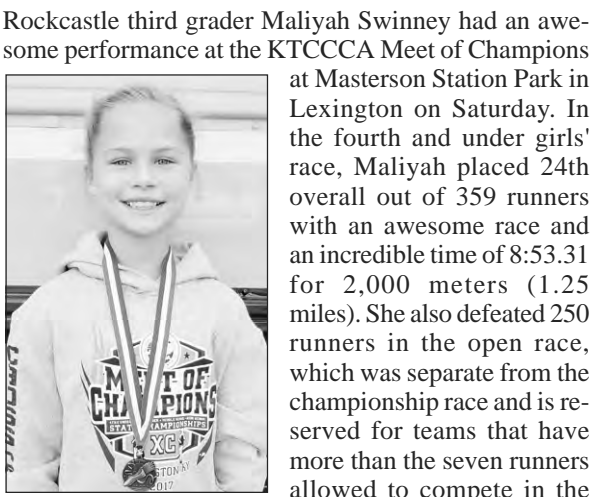 Rockcastle third grader Maliyah Swinney had an awe-
some performance at the KTCCCA Meet of Champions
at Masterson Station Park in
Lexington on Saturday. In
the fourth and under girls'
race, Maliyah placed 24th
overall out of 359 runners
with an awesome race and
an incredible time of 8:53.31
for 2,000 meters (1.25
miles). She also defeated 250
runners in the open race,
which was separate from the
championship race and is re-
served for teams that have
more than the seven runners
allowed to compete in the
MEET OF
CHAMPIONS
STATE CHAMPIONSHIPS
XC
2017